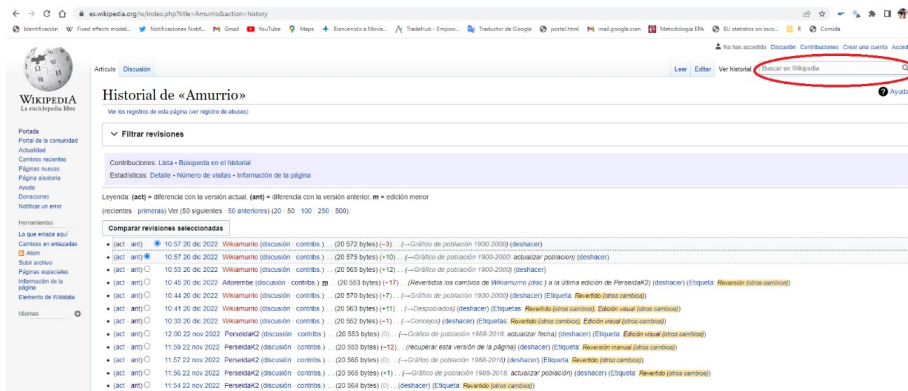 es.wikipedia.org/w/index.php?title=Amurrio&action=history
Identificación Fixed effects model... Notificaciones Notifi... Gmail YouTube Maps Bienvenido a Movie... TradeHub - Empow... Traductor de Google portal.html mail.google.com Metodología EPA EU statistics on inco... R Comida
No has accedido Discusión Contribuciones Crear una cuenta Acced
Artículo Discusión Leer Editar Ver historial Buscar en Wikipedia
WIKIPEDIA
La enciclopedia libre
Portada
Portal de la comunidad
Actualidad
Cambios recientes
Páginas nuevas
Página aleatoria
Ayuda
Donaciones
Notificar un error
Herramientas
Lo que enlaza aquí
Cambios en enlazadas
Atom
Subir archivo
Páginas especiales
Información de la
página
Elemento de Wikidata
Idiomas
Historial de «Amurrio»
Ayuda
Ver los registros de esta página (ver registro de abusos)
Filtrar revisiones
Contribuciones: Lista • Búsqueda en el historial
Estadísticas: Detalle • Número de visitas • Información de la página
Leyenda: (act) = diferencia con la versión actual, (ant) = diferencia con la versión anterior, m = edición menor
(recientes · primeras) Ver (50 siguientes · 50 anteriores) (20 · 50 · 100 · 250 · 500).
Comparar revisiones seleccionadas
• (act · ant) 10:57 20 dic 2022 Wikiamurrio (discusión · contribs.) . . (20 572 bytes) (−3) . . (→Gráfico de población 1900-2000) (deshacer)
• (act · ant) 10:57 20 dic 2022 Wikiamurrio (discusión · contribs.) . . (20 575 bytes) (+10) . . (→Gráfico de población 1900-2000: actualizar poblacion) (deshacer)
• (act · ant) 10:50 20 dic 2022 Wikiamurrio (discusión · contribs.) . . (20 565 bytes) (+12) . . (→Gráfico de población 1900-2000) (deshacer)
• (act · ant) 10:45 20 dic 2022 Aitorembe (discusión · contribs.) m . . (20 553 bytes) (−17) . . (Revertidos los cambios de Wikiamurrio (disc.) a la última edición de PerseidaK2) (deshacer) (Etiqueta: Reversión (otros cambios))
• (act · ant) 10:44 20 dic 2022 Wikiamurrio (discusión · contribs.) . . (20 570 bytes) (+7) . . (→Gráfico de población 1900-2000) (deshacer) (Etiqueta: Revertido (otros cambios))
• (act · ant) 10:41 20 dic 2022 Wikiamurrio (discusión · contribs.) . . (20 563 bytes) (+11) . . (→Despoblados) (deshacer) (Etiquetas: Revertido (otros cambios), Edición visual (otros cambios))
• (act · ant) 10:33 20 dic 2022 Wikiamurrio (discusión · contribs.) . . (20 552 bytes) (−1) . . (→Concejos) (deshacer) (Etiquetas: Revertido (otros cambios), Edición visual (otros cambios))
• (act · ant) 12:00 22 nov 2022 PerseidaK2 (discusión · contribs.) . . (20 553 bytes) (0) . . (→Gráfico de población 1988-2018: actualizar fecha) (deshacer) (Etiqueta: Edición visual (otros cambios))
• (act · ant) 11:59 22 nov 2022 PerseidaK2 (discusión · contribs.) . . (20 553 bytes) (−12) . . (recuperar esta versión de la página) (deshacer) (Etiqueta: Reversión manual (otros cambios))
• (act · ant) 11:57 22 nov 2022 PerseidaK2 (discusión · contribs.) . . (20 565 bytes) (0) . . (→Gráfico de población 1988-2018) (deshacer) (Etiqueta: Revertido (otros cambios))
• (act · ant) 11:56 22 nov 2022 PerseidaK2 (discusión · contribs.) . . (20 565 bytes) (+1) . . (→Gráfico de población 1986-2018: actualizar población) (deshacer) (Etiqueta: Revertido (otros cambios))
• (act · ant) 11:54 22 nov 2022 PerseidaK2 (discusión · contribs.) . . (20 564 bytes) (0) . . (deshacer) (Etiqueta: Revertido (otros cambios))